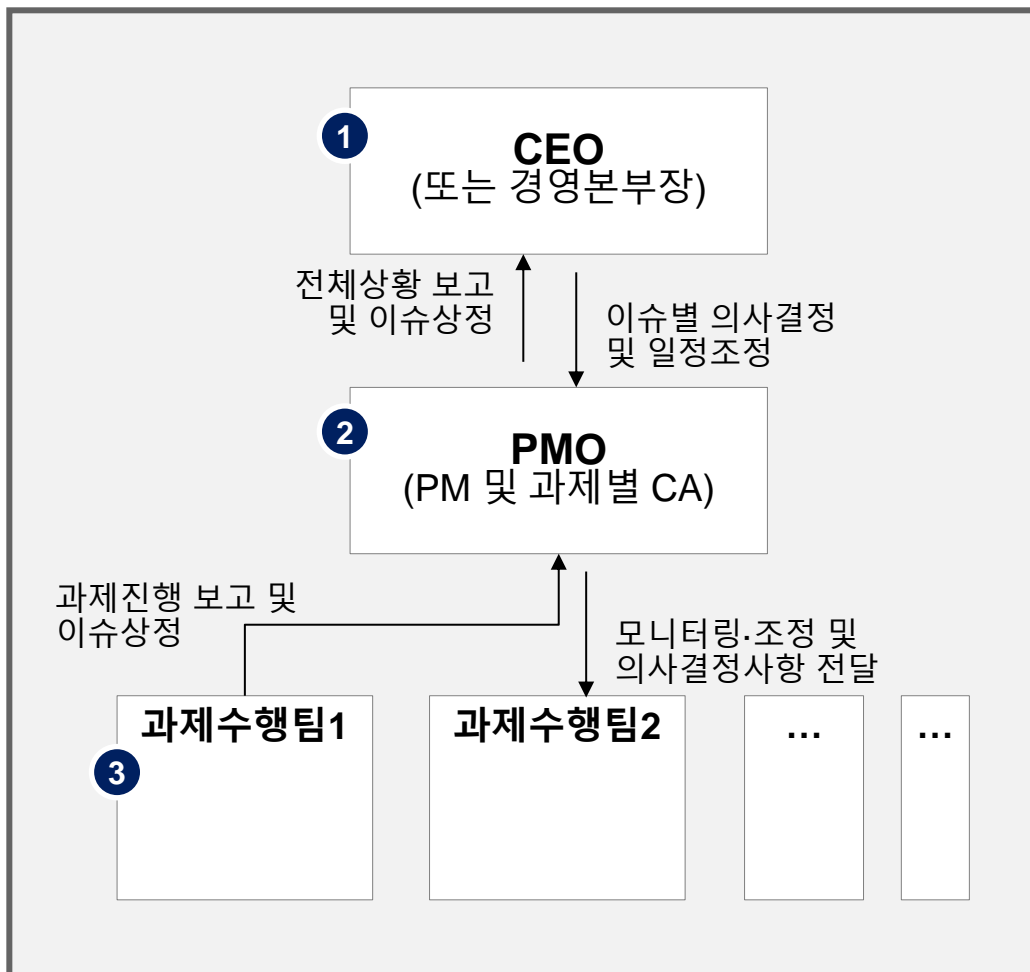 1
CEO
(또는 경영본부장)
전체상황 보고
및 이슈상정
이슈별 의사결정
및 일정조정
2
PMO
(PM 및 과제별 CA)
과제진행 보고 및
이슈상정
모니터링·조정 및
의사결정사항 전달
3
과제수행팀1
과제수행팀2
...
...